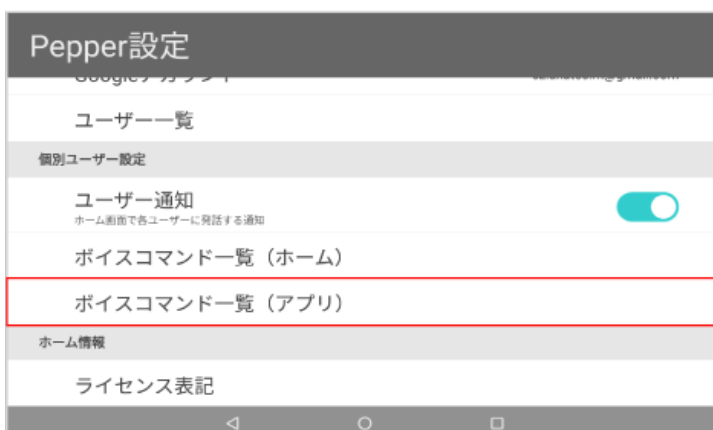 Pepper設定
ユーザー一覧
個別ユーザー設定
ユーザー通知
ホーム画面で各ユーザーに発話する通知
ボイスコマンド一覧（ホーム）
ボイスコマンド一覧（アプリ）
ホーム情報
ライセンス表記